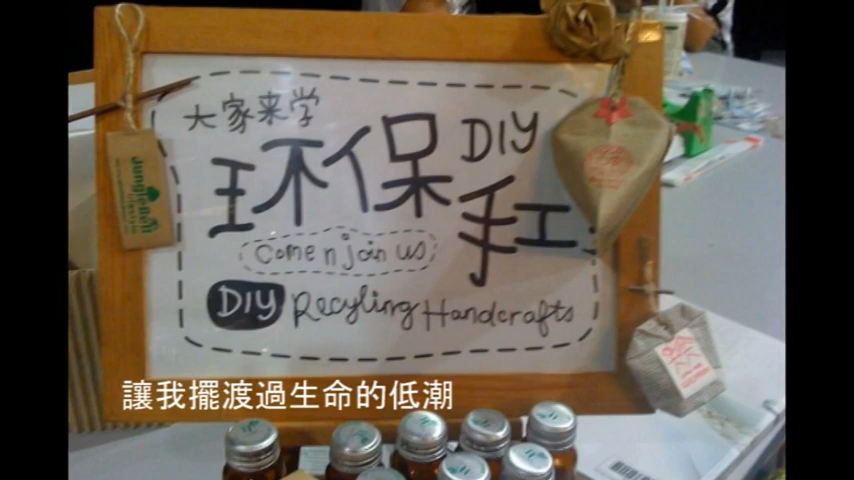 大家来学
环保 DIY
手工
Come n join us
DIY Recyling Handcrafts
JungleBell
讓我擺渡過生命的低潮